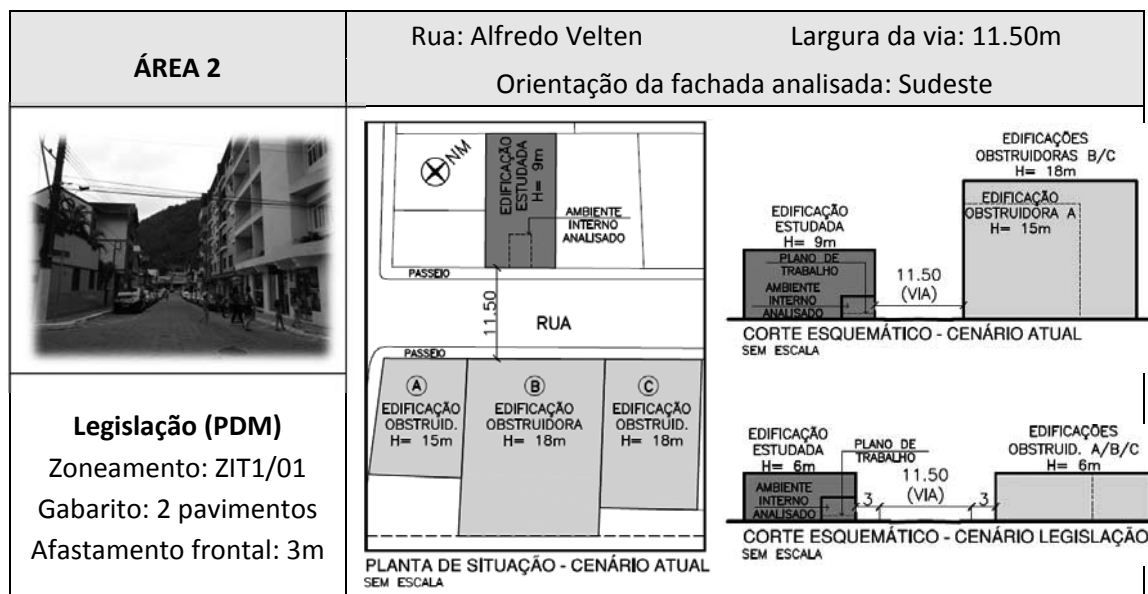 ÁREA 2
Rua: Alfredo Velten
Largura da via: 11.50m
Orientação da fachada analisada: Sudeste
Legislação (PDM)
Zoneamento: ZIT1/01
Gabarito: 2 pavimentos
Afastamento frontal: 3m
NM
EDIFICAÇÃO
ESTUDADA
H= 9m
AMBIENTE
INTERNO
ANALISADO
PASSEIO
11.50
RUA
PASSEIO
A
EDIFICAÇÃO
OBSTRUID.
H= 15m
B
EDIFICAÇÃO
OBSTRUIDORA
H= 18m
C
EDIFICAÇÃO
OBSTRUID.
H= 18m
PLANTA DE SITUAÇÃO - CENÁRIO ATUAL
SEM ESCALA
EDIFICAÇÕES
OBSTRUIDORAS B/C
H= 18m
EDIFICAÇÃO
OBSTRUIDORA A
H= 15m
EDIFICAÇÃO
ESTUDADA
H= 9m
PLANO DE
TRABALHO
AMBIENTE
INTERNO
ANALISADO
11.50
(VIA)
CORTE ESQUEMÁTICO - CENÁRIO ATUAL
SEM ESCALA
EDIFICAÇÃO
ESTUDADA
H= 6m
PLANO DE
TRABALHO
EDIFICAÇÕES
OBSTRUID. A/B/C
H= 6m
AMBIENTE
INTERNO
ANALISADO
3
11.50
(VIA)
3
CORTE ESQUEMÁTICO - CENÁRIO LEGISLAÇÃO
SEM ESCALA